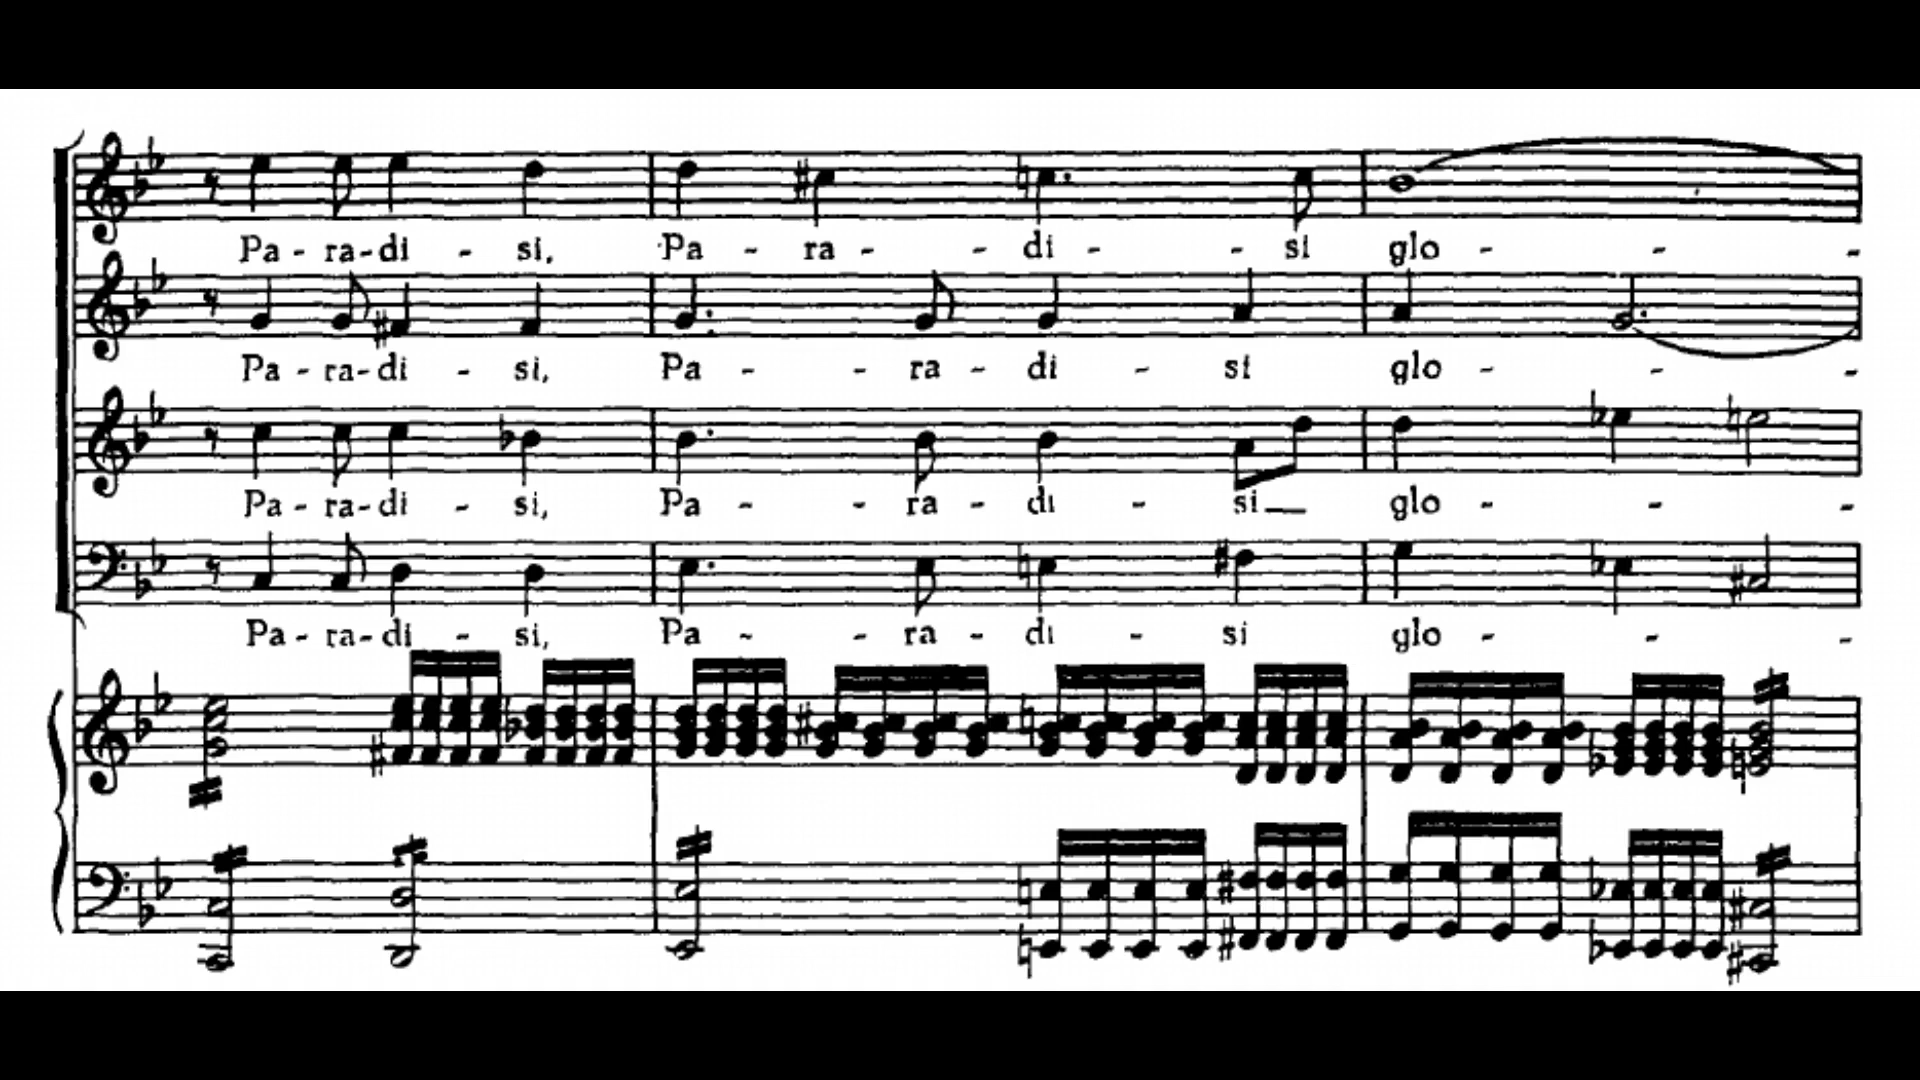 Pa - ra - di - si, Pa - ra - - di - - si glo - - -
Pa - ra - di - si, Pa - - ra - di - si glo - - -
Pa - ra - di - si, Pa - - ra - di - si glo - - -
Pa - ra - di - si, Pa - - ra - di - si glo - - -